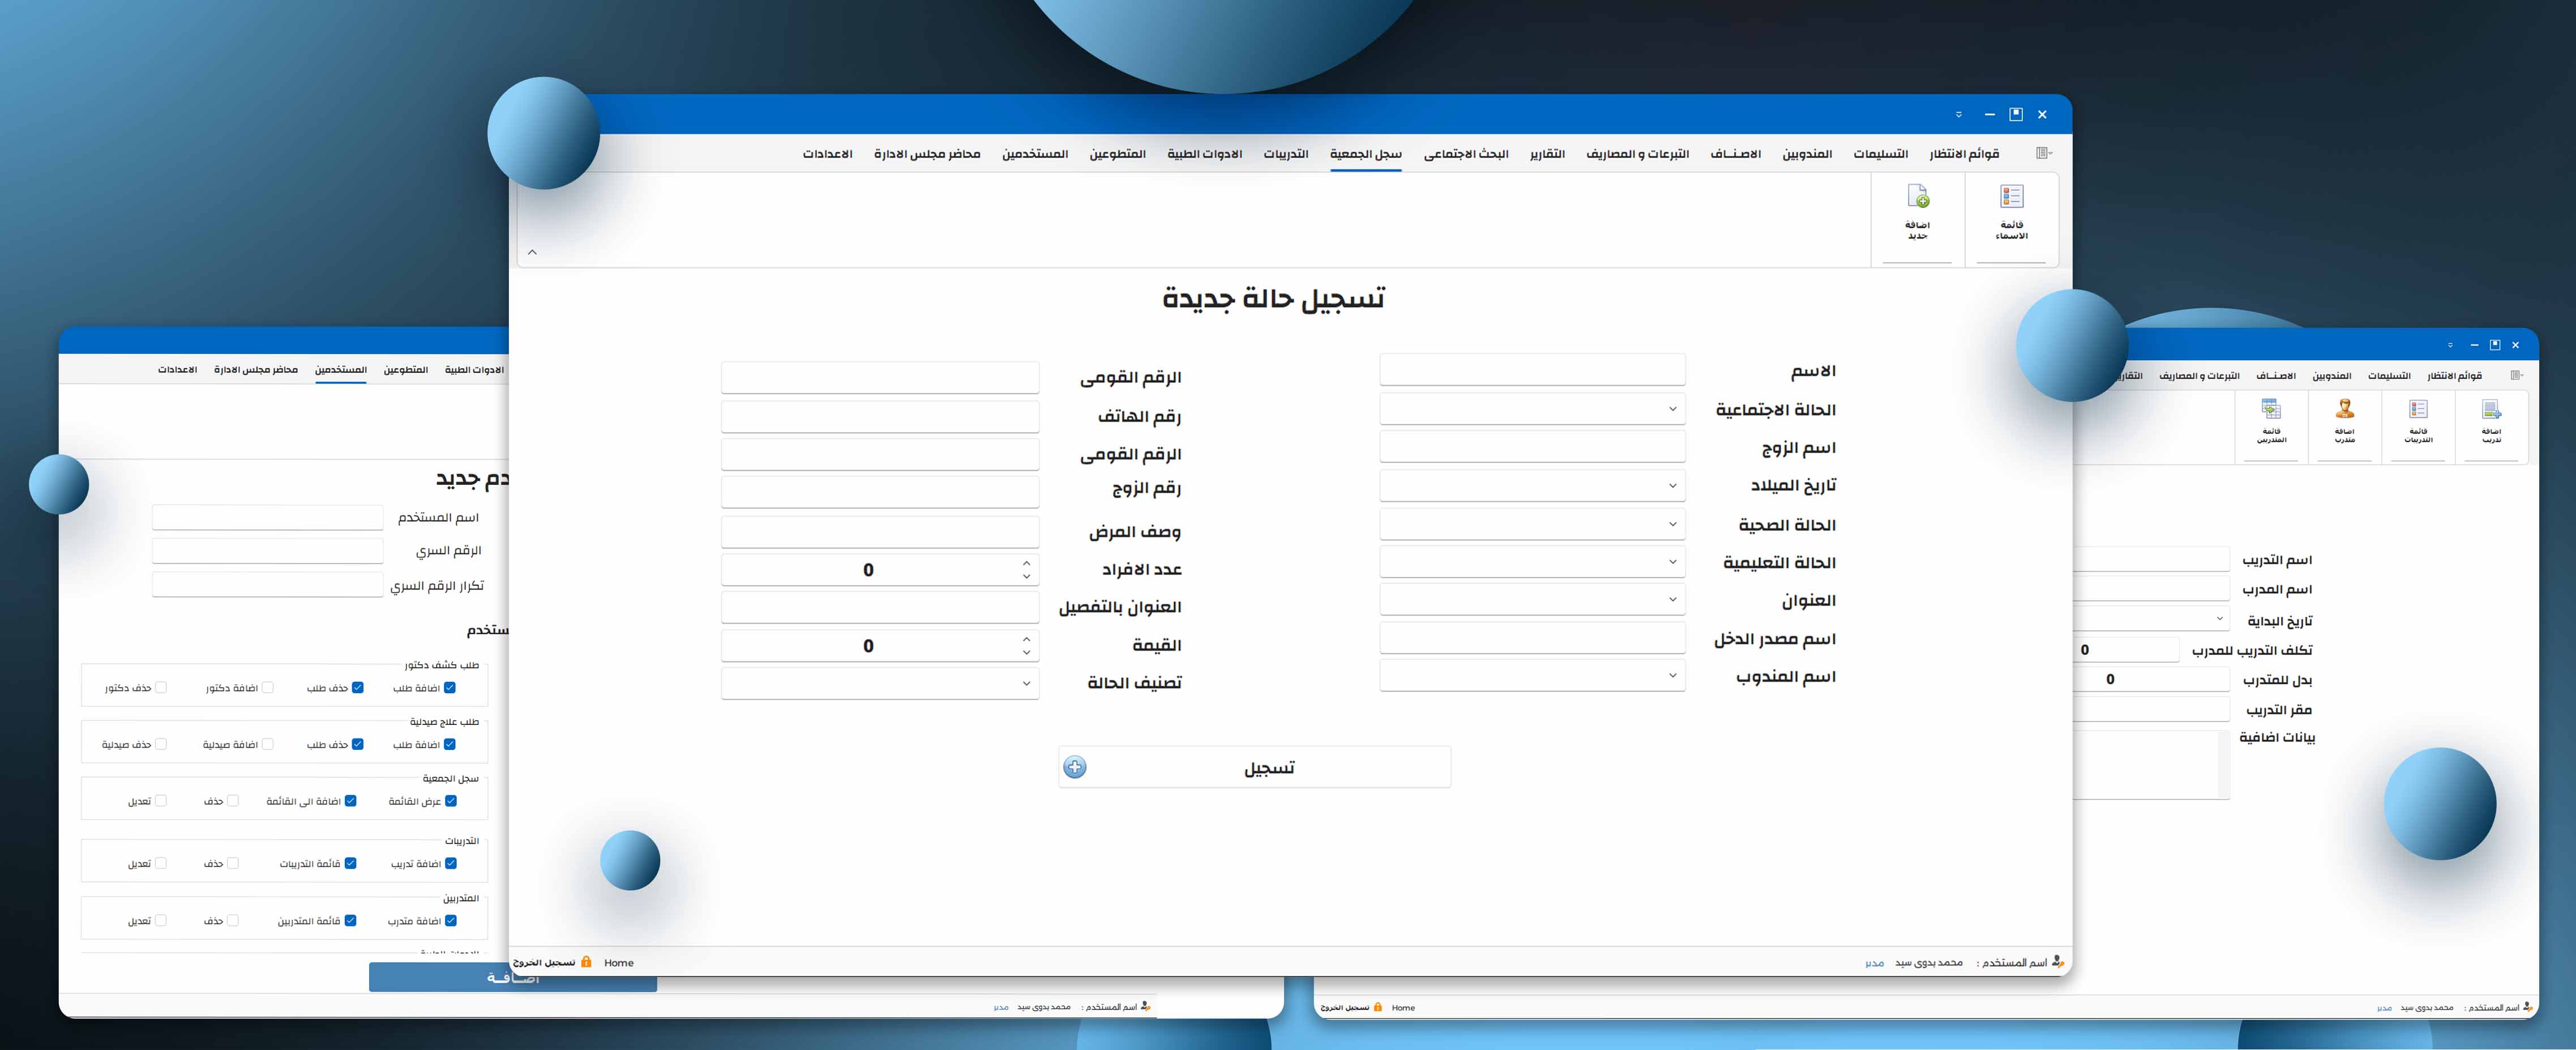 قوائم الانتظار التسليمات المندوبين الاصنـاف التبرعات و المصاريف التقارير البحث الاجتماعى سجل الجمعية التدريبات الادوات الطبية المتطوعين المستخدمين محاضر مجلس الادارة الاعدادات
قائمة الاسماء
اضافة جديد
تسجيل حالة جديدة
الاسم
الرقم القومى
الحالة الاجتماعية
رقم الهاتف
اسم الزوج
الرقم القومى
تاريخ الميلاد
رقم الزوج
الحالة الصحية
وصف المرض
الحالة التعليمية
عدد الافراد 0
العنوان
العنوان بالتفصيل
اسم مصدر الدخل
القيمة 0
اسم المندوب
تصنيف الحالة
تسجيل
اسم المستخدم : محمد بدوى سيد مدير
Home تسجيل الخروج
قوائم الانتظار التسليمات المندوبين الاصنـاف التبرعات و المصاريف
اضافة تدريب
قائمة التدريبات
اضافة متدرب
قائمة المتدربين
اسم التدريب
اسم المدرب
تاريخ البداية
تكلف التدريب للمدرب 0
بدل للمتدرب 0
مقر التدريب
بيانات اضافية
اسم المستخدم : محمد بدوى سيد مدير
Home تسجيل الخروج
الادوات الطبية المتطوعين المستخدمين محاضر مجلس الادارة الاعدادات
جديد
اسم المستخدم
الرقم السري
تكرار الرقم السري
طلب كشف دكتور
اضافة طلب حذف طلب اضافة دكتور حذف دكتور
طلب علاج صيدلية
اضافة طلب حذف طلب اضافة صيدلية حذف صيدلية
سجل الجمعية
عرض القائمة اضافة الى القائمة حذف تعديل
التدريبات
اضافة تدريب قائمة التدريبات حذف تعديل
المتدربين
اضافة متدرب قائمة المتدربين حذف تعديل
اسم المستخدم : محمد بدوى سيد مدير